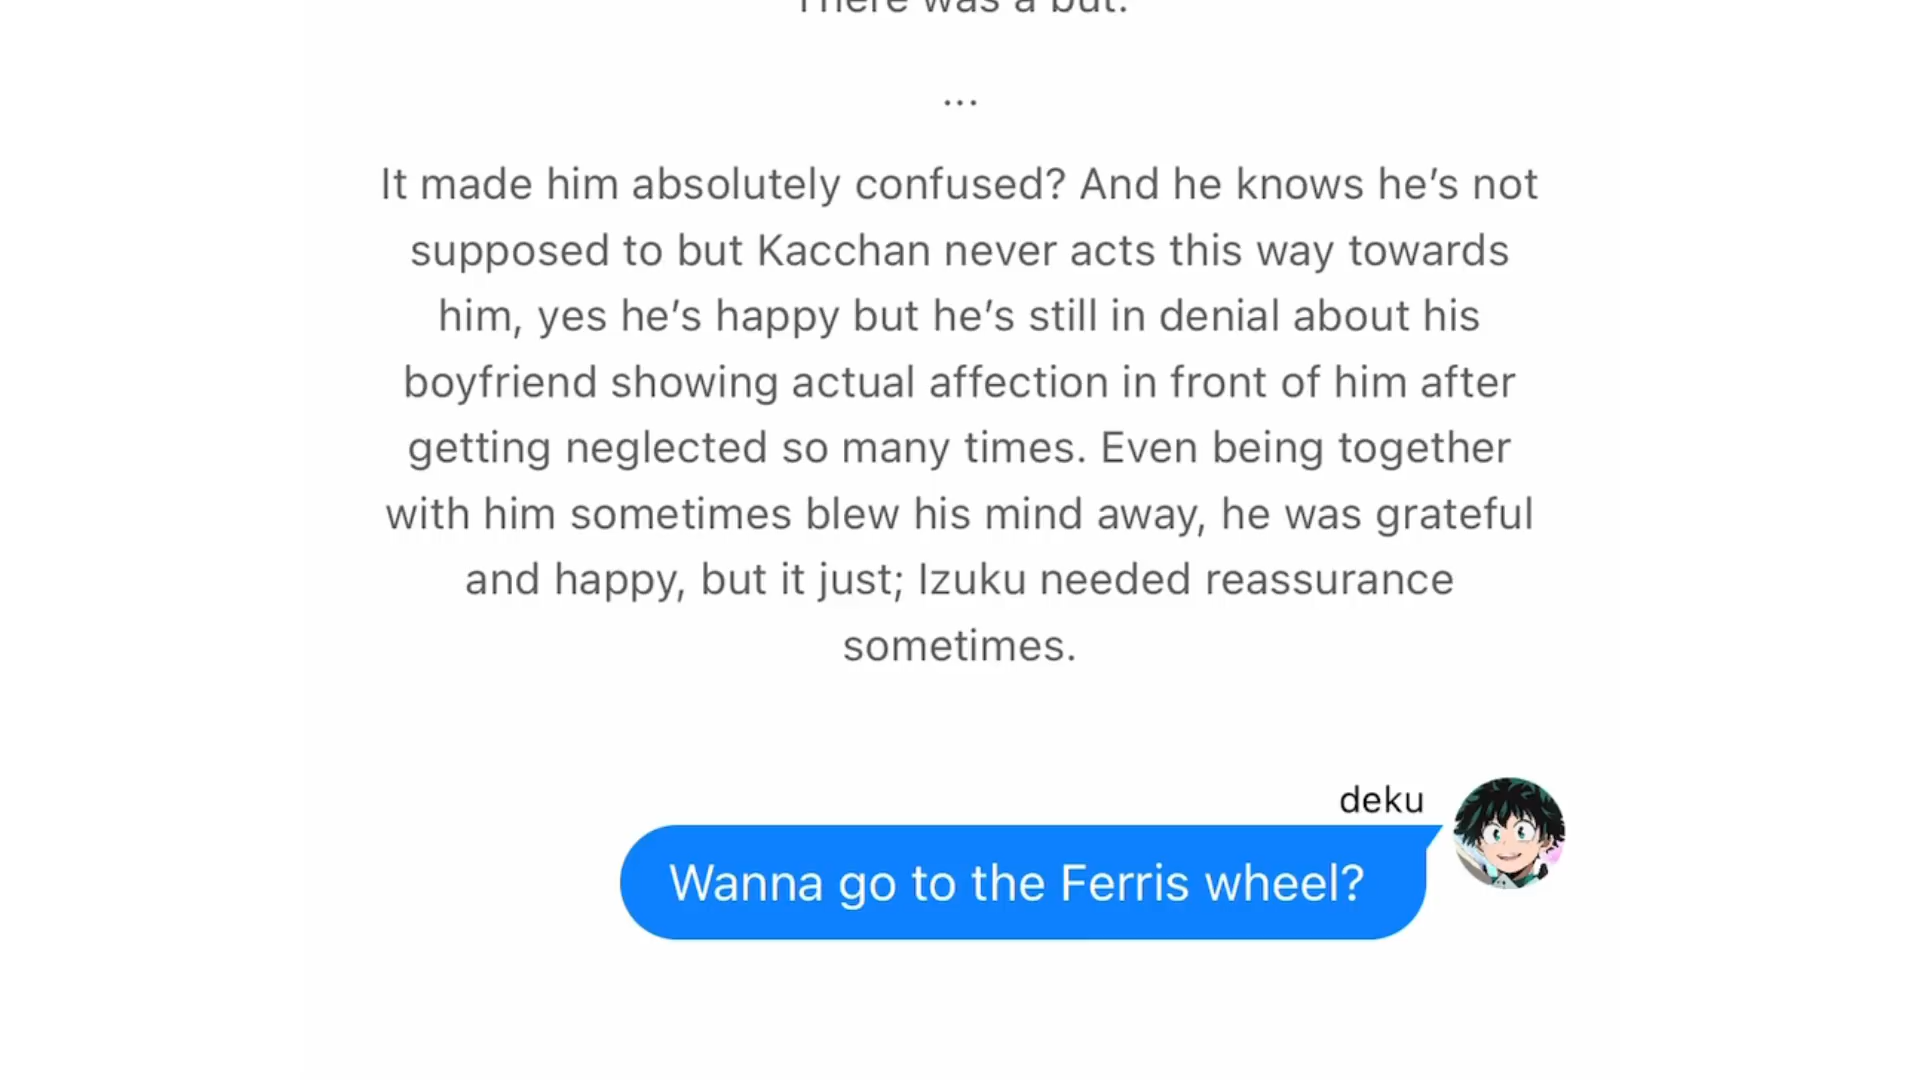 There was a but.
...
It made him absolutely confused? And he knows he’s not
supposed to but Kacchan never acts this way towards
him, yes he’s happy but he’s still in denial about his
boyfriend showing actual affection in front of him after
getting neglected so many times. Even being together
with him sometimes blew his mind away, he was grateful
and happy, but it just; Izuku needed reassurance
sometimes.
deku
Wanna go to the Ferris wheel?